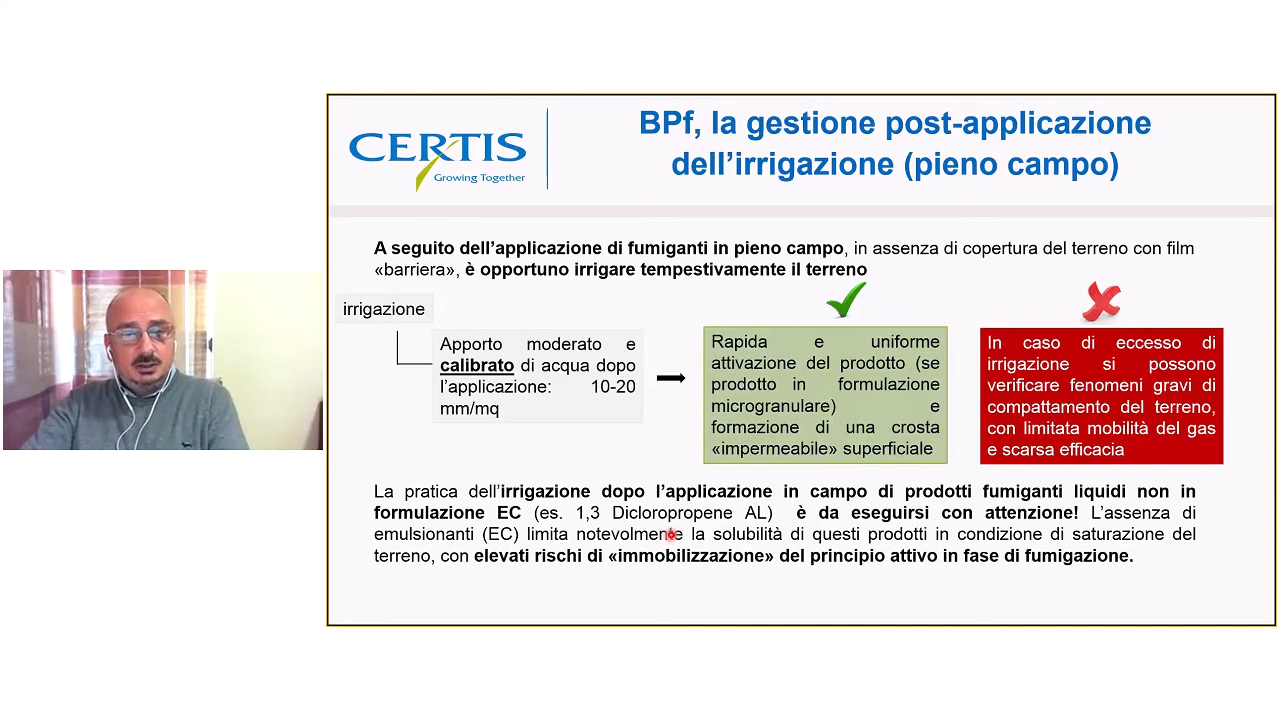 CERTIS
Growing Together
BPf, la gestione post-applicazione
dell’irrigazione (pieno campo)
A seguito dell’applicazione di fumiganti in pieno campo, in assenza di copertura del terreno con film
«barriera», è opportuno irrigare tempestivamente il terreno
irrigazione
Apporto moderato e
calibrato di acqua dopo
l’applicazione: 10-20
mm/mq
Rapida e uniforme
attivazione del prodotto (se
prodotto in formulazione
microgranulare) e
formazione di una crosta
«impermeabile» superficiale
In caso di eccesso di
irrigazione si possono
verificare fenomeni gravi di
compattamento del terreno,
con limitata mobilità del gas
e scarsa efficacia
La pratica dell’irrigazione dopo l’applicazione in campo di prodotti fumiganti liquidi non in
formulazione EC (es. 1,3 Dicloropropene AL) è da eseguirsi con attenzione! L’assenza di
emulsionanti (EC) limita notevolmente la solubilità di questi prodotti in condizione di saturazione del
terreno, con elevati rischi di «immobilizzazione» del principio attivo in fase di fumigazione.